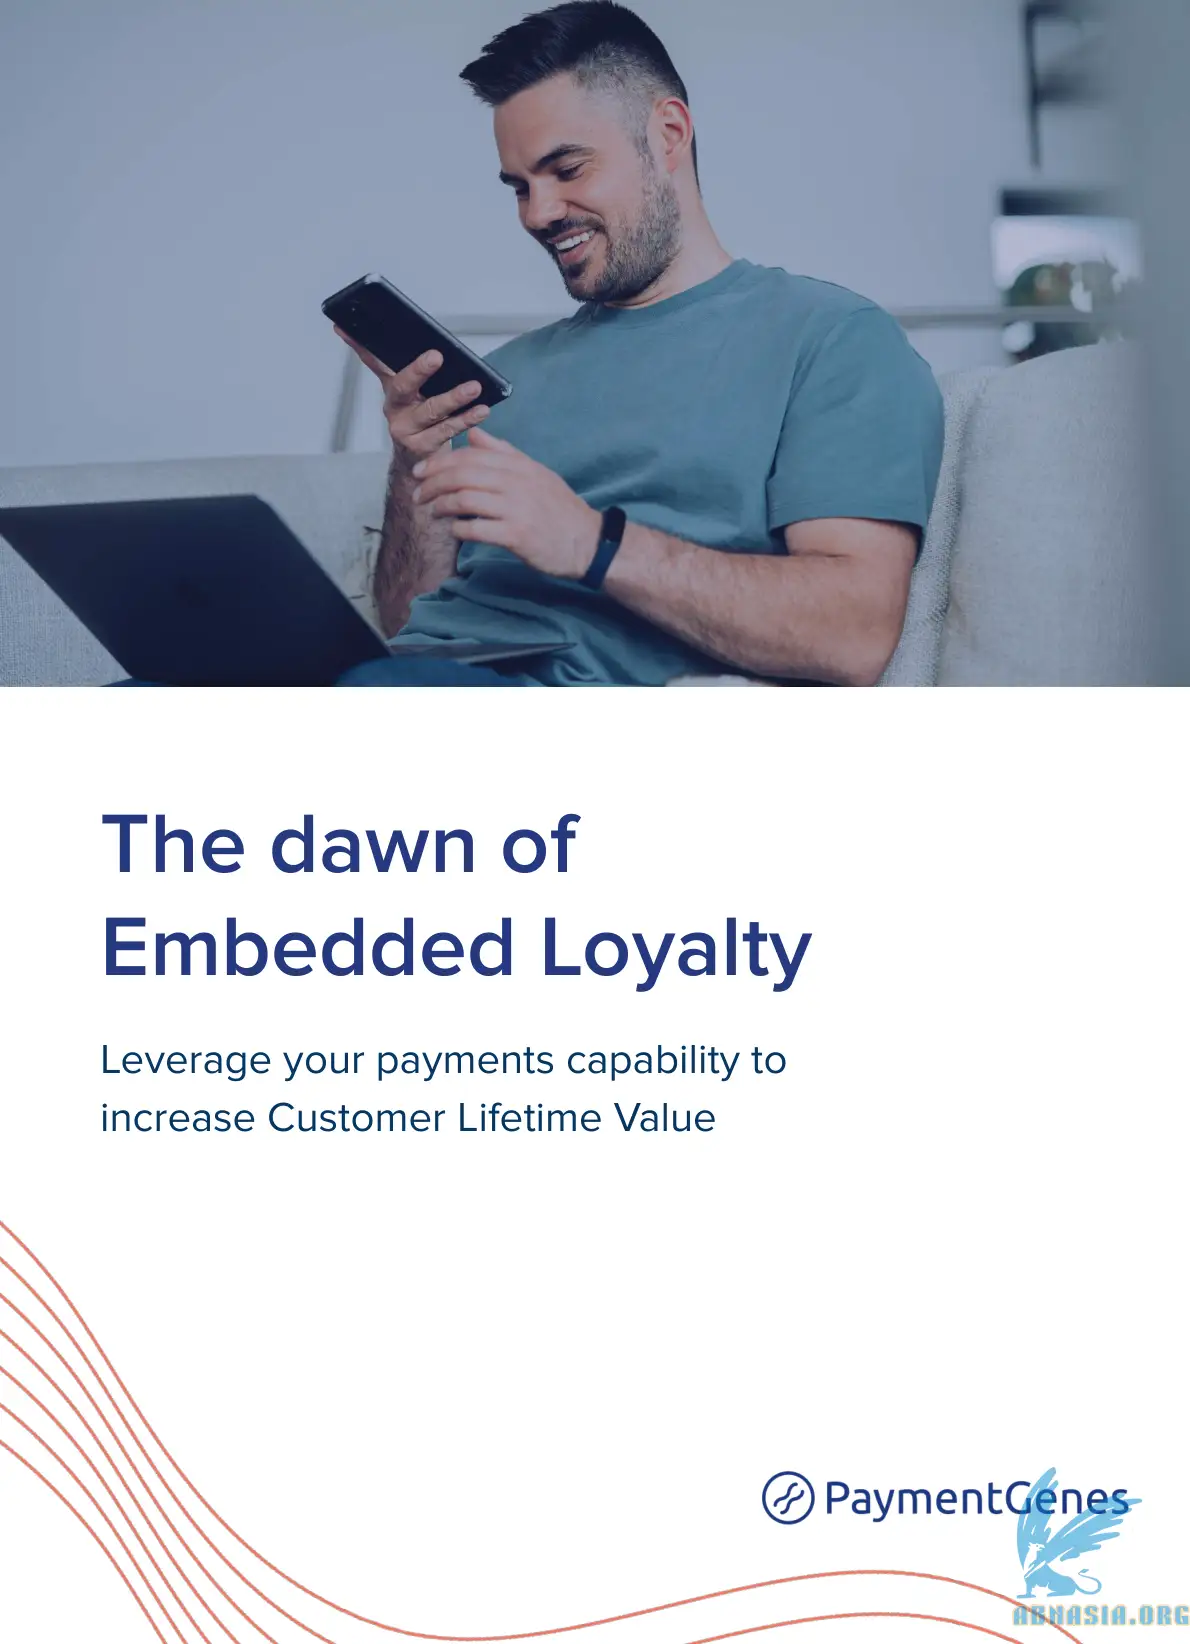 The dawn of
Embedded Loyalty
Leverage your payments capability to
increase Customer Lifetime Value
PaymentGenes
ABNASIA.ORG